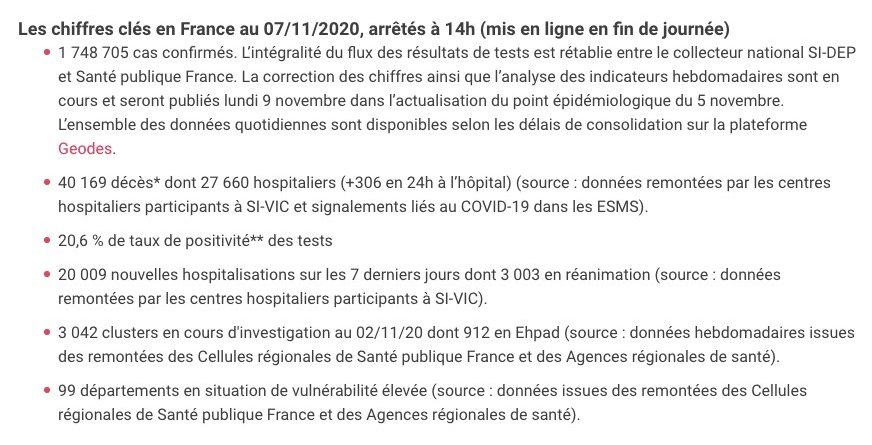 Les chiffres clés en France au 07/11/2020, arrêtés à 14h (mis en ligne en fin de journée)
• 1 748 705 cas confirmés. L’intégralité du flux des résultats de tests est rétablie entre le collecteur national SI-DEP
et Santé publique France. La correction des chiffres ainsi que l’analyse des indicateurs hebdomadaires sont en
cours et seront publiés lundi 9 novembre dans l’actualisation du point épidémiologique du 5 novembre.
L’ensemble des données quotidiennes sont disponibles selon les délais de consolidation sur la plateforme
Geodes.
• 40 169 décès* dont 27 660 hospitaliers (+306 en 24h à l’hôpital) (source : données remontées par les centres
hospitaliers participants à SI-VIC et signalements liés au COVID-19 dans les ESMS).
• 20,6 % de taux de positivité** des tests
• 20 009 nouvelles hospitalisations sur les 7 derniers jours dont 3 003 en réanimation (source : données
remontées par les centres hospitaliers participants à SI-VIC).
• 3 042 clusters en cours d'investigation au 02/11/20 dont 912 en Ehpad (source : données hebdomadaires issues
des remontées des Cellules régionales de Santé publique France et des Agences régionales de santé).
• 99 départements en situation de vulnérabilité élevée (source : données issues des remontées des Cellules
régionales de Santé publique France et des Agences régionales de santé).